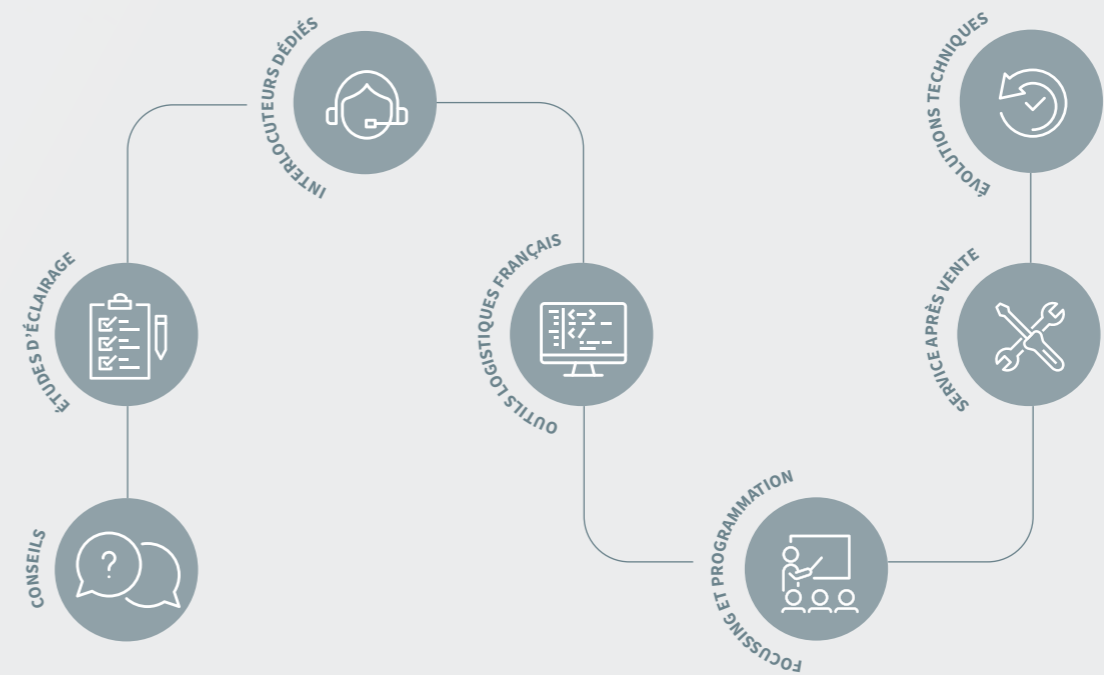 INTERLOCUTEURS DÉDIÉS
ÉVOLUTIONS TECHNIQUES
ÉTUDES D'ÉCLAIRAGE
OUTILS LOGISTIQUES FRANÇAIS
SERVICE APRÈS VENTE
CONSEILS
?
FOCUSSING ET PROGRAMMATION